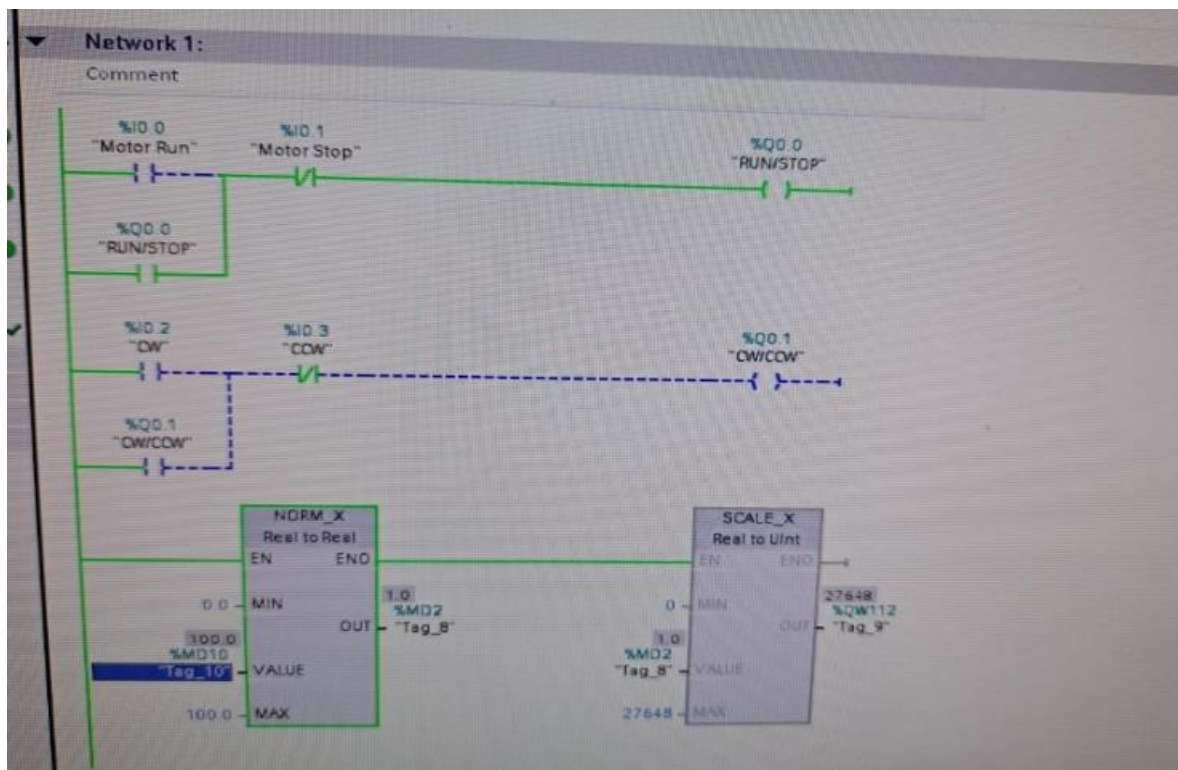 Network 1:
Comment
%I0.0
"Motor Run"
%I0.1
"Motor Stop"
%Q0.0
"RUN/STOP"
%Q0.0
"RUN/STOP"
%I0.2
"CW"
%I0.3
"CCW"
%Q0.1
"CW/CCW"
%Q0.1
"CW/CCW"
NORM_X
Real to Real
EN ENO
0.0 MIN
1.0
%MD2
OUT "Tag_8"
100.0
%MD10
"Tag_10" VALUE
100.0 MAX
SCALE_X
Real to UInt
EN ENO
0 MIN
27648
%QW112
OUT "Tag_9"
1.0
%MD2
"Tag_8" VALUE
27648 MAX